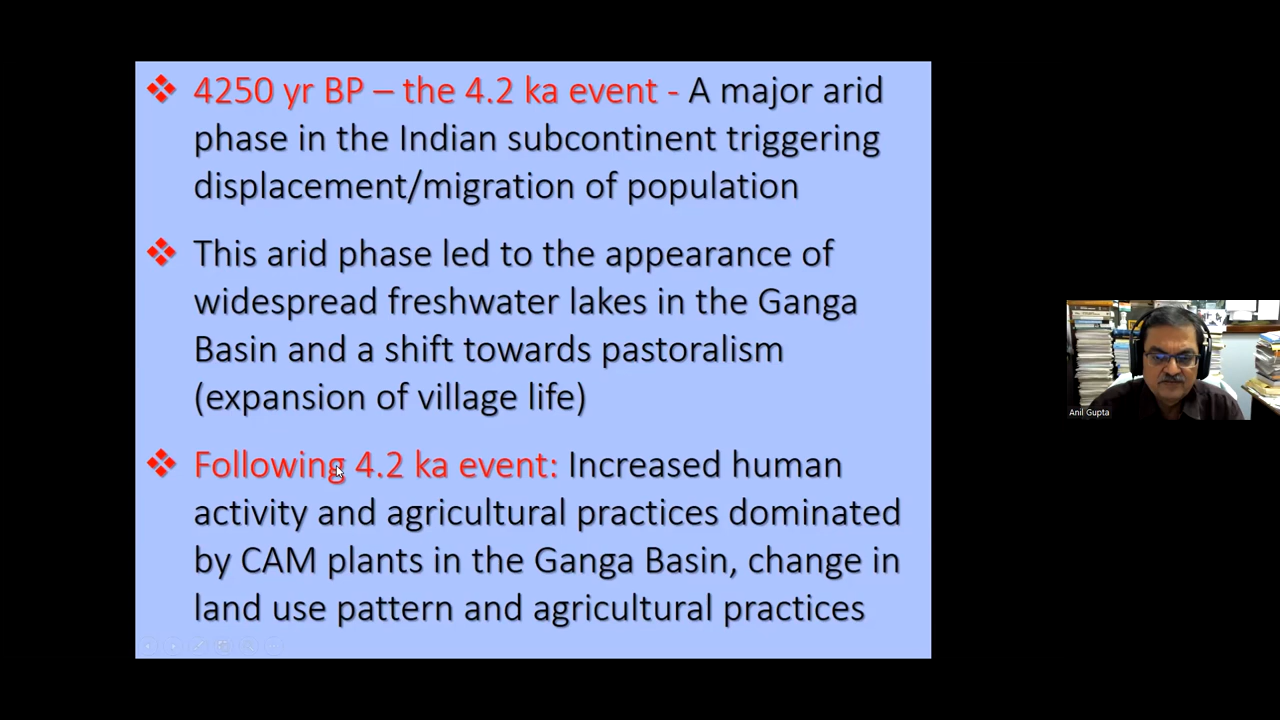 4250 yr BP – the 4.2 ka event - A major arid
phase in the Indian subcontinent triggering
displacement/migration of population
This arid phase led to the appearance of
widespread freshwater lakes in the Ganga
Basin and a shift towards pastoralism
(expansion of village life)
Following 4.2 ka event: Increased human
activity and agricultural practices dominated
by CAM plants in the Ganga Basin, change in
land use pattern and agricultural practices
Anil Gupta